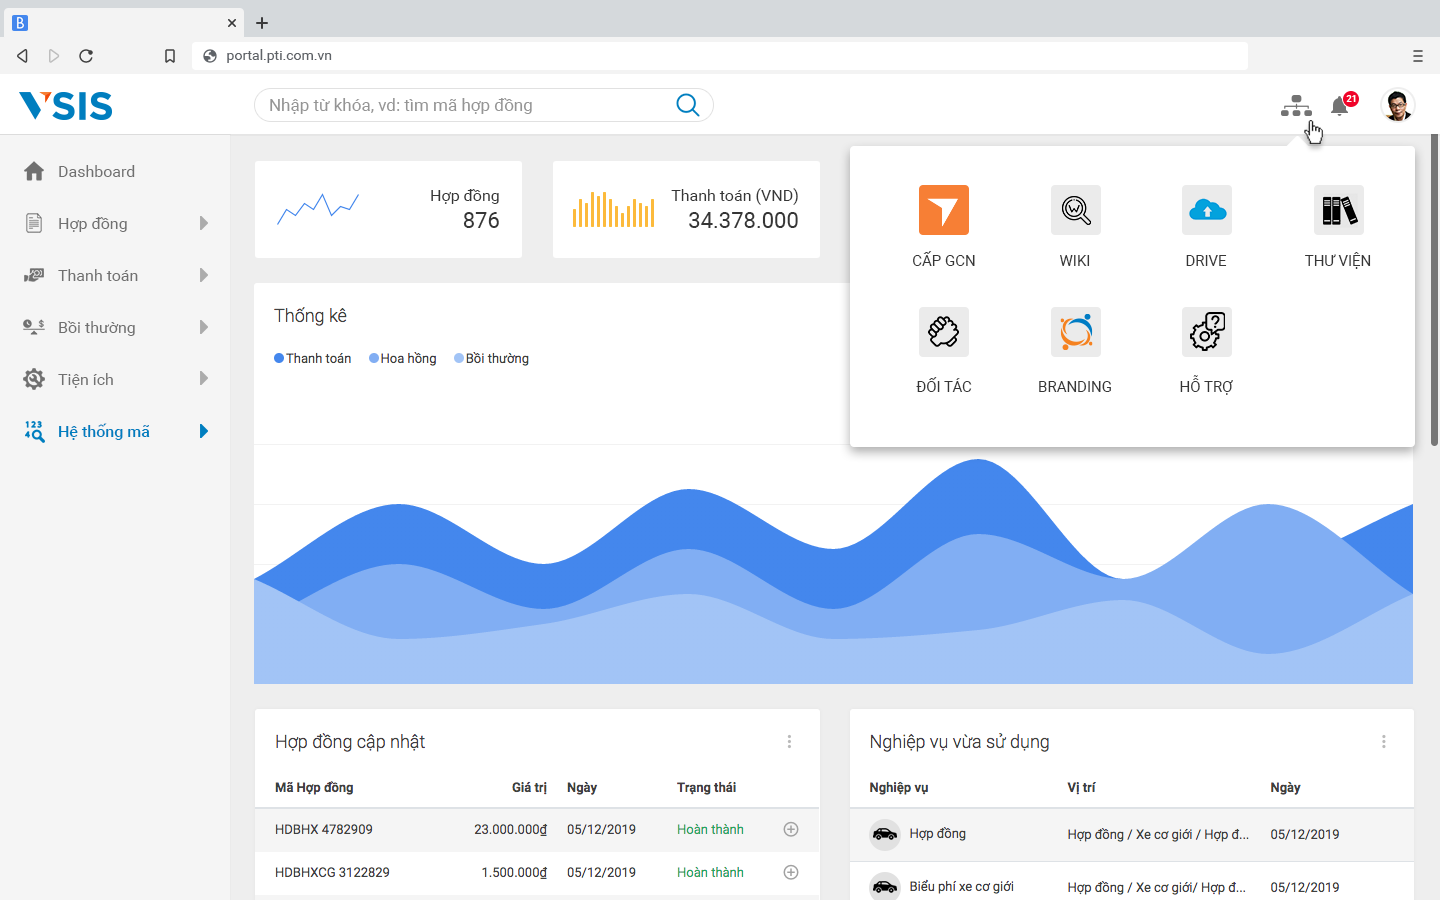 B
portal.pti.com.vn
VSIS
Nhập từ khóa, vd: tìm mã hợp đồng
21
Dashboard
Hợp đồng
Thanh toán
Bồi thường
Tiện ích
Hệ thống mã
Hợp đồng
876
Thanh toán (VND)
34.378.000
CẤP GCN
WIKI
DRIVE
THƯ VIỆN
ĐỐI TÁC
BRANDING
HỖ TRỢ
Thống kê
Thanh toán
Hoa hồng
Bồi thường
Hợp đồng cập nhật
Mã Hợp đồng Giá trị Ngày Trạng thái
HDBHX 4782909 23.000.000₫ 05/12/2019 Hoàn thành
HDBHXCG 3122829 1.500.000₫ 05/12/2019 Hoàn thành
Nghiệp vụ vừa sử dụng
Nghiệp vụ Vị trí Ngày
Hợp đồng Hợp đồng / Xe cơ giới / Hợp đ... 05/12/2019
Biểu phí xe cơ giới Hợp đồng / Xe cơ giới/ Hợp đ... 05/12/2019